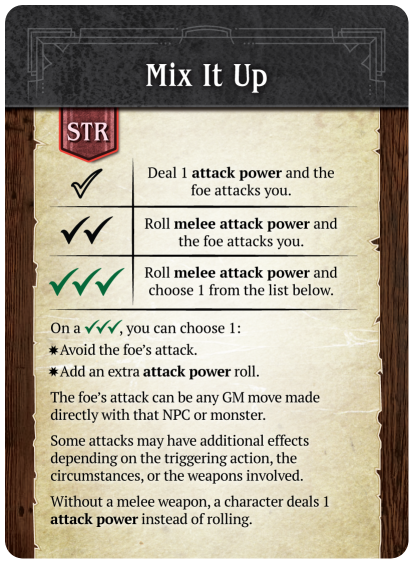 Mix It Up
STR
✓ Deal 1 attack power and the
foe attacks you.
✓✓ Roll melee attack power and
the foe attacks you.
✓✓✓ Roll melee attack power and
choose 1 from the list below.
On a ✓✓✓, you can choose 1:
✷Avoid the foe's attack.
✷Add an extra attack power roll.
The foe's attack can be any GM move made
directly with that NPC or monster.
Some attacks may have additional effects
depending on the triggering action, the
circumstances, or the weapons involved.
Without a melee weapon, a character deals 1
attack power instead of rolling.